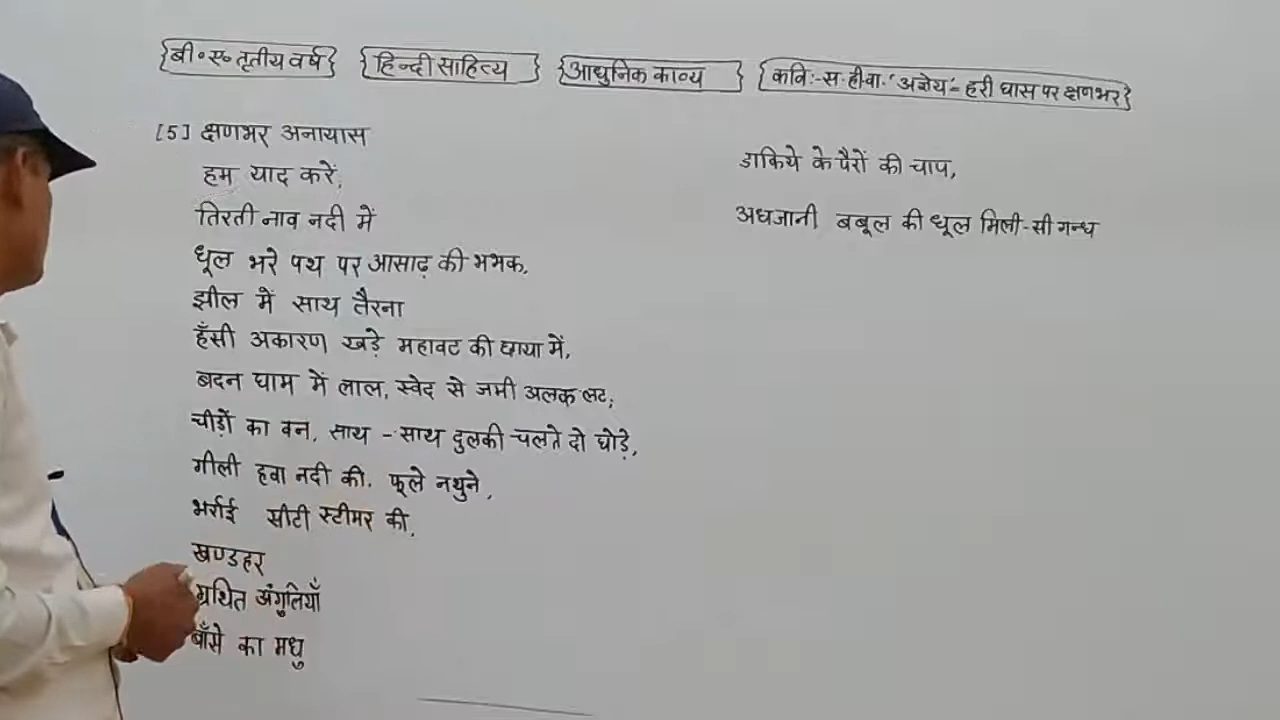 {बी०ए० तृतीय वर्ष} {हिन्दी साहित्य} {आधुनिक काव्य} {कवि:-स.ही.वा.'अज्ञेय'- हरी घास पर क्षणभर}
[5] क्षणभर अनायास
हम याद करें,
तिरती नाव नदी में
धूल भरे पथ पर आसाढ़ की भभक,
झील में साथ तैरना
हँसी अकारण खड़े महावट की छाया में,
बदन घाम में लाल, स्वेद से जमी अलक लट;
चीड़ों का वन, साथ-साथ दुलकी चलते दो घोड़े,
गीली हवा नदी की, फूले नथुने,
भर्राई सीटी स्टीमर की,
खण्डहर
ग्रथित अंगुलियाँ
बाँसे का मधु
डाकिये के पैरों की चाप,
अधजानी बबूल की धूल मिली-सी गन्ध